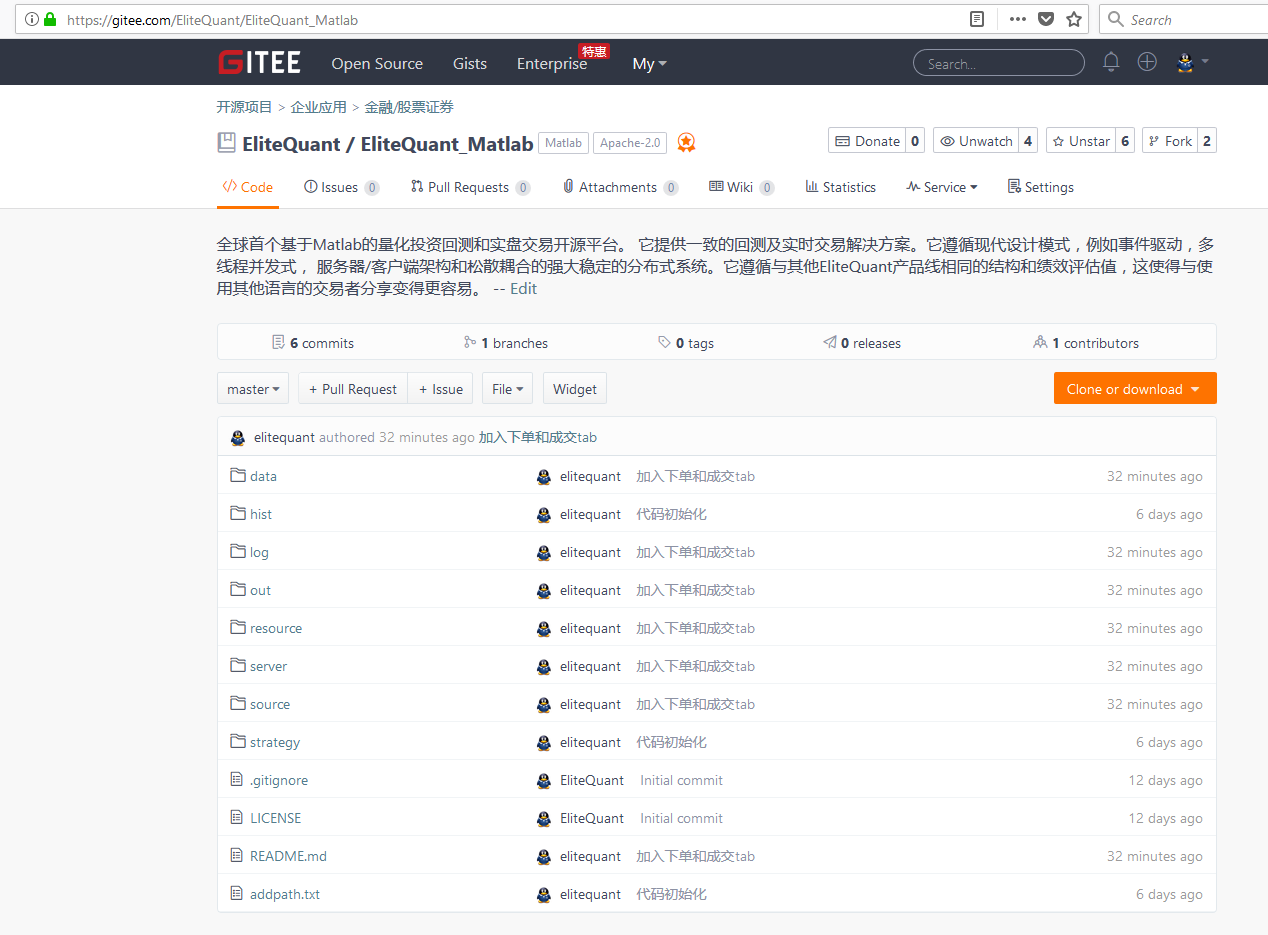 https://gitee.com/EliteQuant/EliteQuant_Matlab
Search
GITEE
Open Source
Gists
Enterprise
特惠
My
Search...
开源项目 > 企业应用 > 金融/股票证券
EliteQuant / EliteQuant_Matlab
Matlab
Apache-2.0
Donate 0
Unwatch 4
Unstar 6
Fork 2
Code
Issues 0
Pull Requests 0
Attachments 0
Wiki 0
Statistics
Service
Settings
全球首个基于Matlab的量化投资回测和实盘交易开源平台。 它提供一致的回测及实时交易解决方案。它遵循现代设计模式，例如事件驱动，多
线程并发式， 服务器/客户端架构和松散耦合的强大稳定的分布式系统。它遵循与其他EliteQuant产品线相同的结构和绩效评估值，这使得与使
用其他语言的交易者分享变得更容易。 -- Edit
6 commits
1 branches
0 tags
0 releases
1 contributors
master
+ Pull Request
+ Issue
File
Widget
Clone or download
elitequant authored 32 minutes ago 加入下单和成交tab
data elitequant 加入下单和成交tab 32 minutes ago
hist elitequant 代码初始化 6 days ago
log elitequant 加入下单和成交tab 32 minutes ago
out elitequant 加入下单和成交tab 32 minutes ago
resource elitequant 加入下单和成交tab 32 minutes ago
server elitequant 加入下单和成交tab 32 minutes ago
source elitequant 加入下单和成交tab 32 minutes ago
strategy elitequant 代码初始化 6 days ago
.gitignore EliteQuant Initial commit 12 days ago
LICENSE EliteQuant Initial commit 12 days ago
README.md elitequant 加入下单和成交tab 32 minutes ago
addpath.txt elitequant 代码初始化 6 days ago